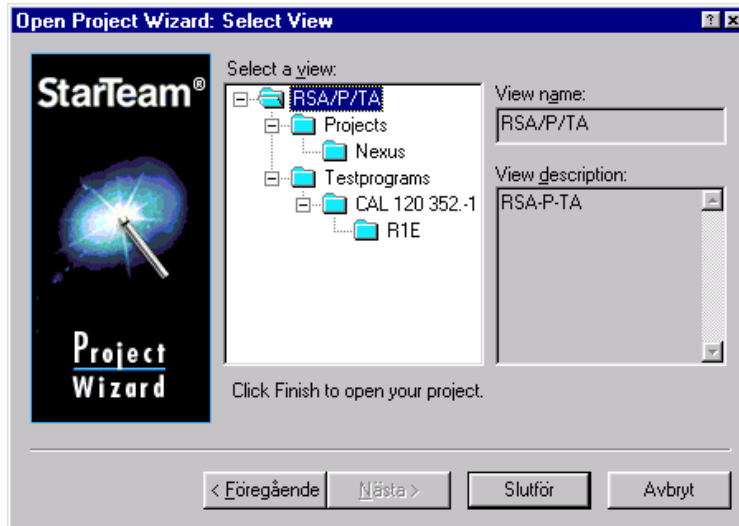 Open Project Wizard: Select View
StarTeam®
Project
Wizard
Select a view:
RSA/P/TA
Projects
Nexus
Testprograms
CAL 120 352.-1
R1E
View name:
RSA/P/TA
View description:
RSA-P-TA
Click Finish to open your project.
< Föregående
Nästa >
Slutför
Avbryt